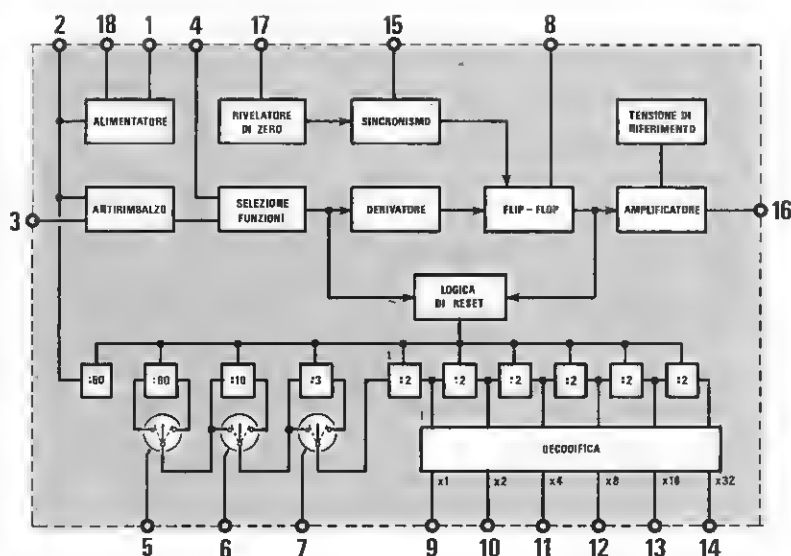 2 18 1 4 17 15 8
ALIMENTATORE
RIVELATORE
DI ZERO
SINCRONISMO
TENSIONE DI
RIFERIMENTO
3
ANTIRIMBALZO
SELEZIONE
FUNZIONI
DERIVATORE
FLIP-FLOP
AMPLIFICATORE
16
LOGICA
DI RESET
1
:60 :60 :10 :3 :2 :2 :2 :2 :2 :2
DECODIFICA
x1 x2 x4 x8 x16 x32
5 6 7 9 10 11 12 13 14